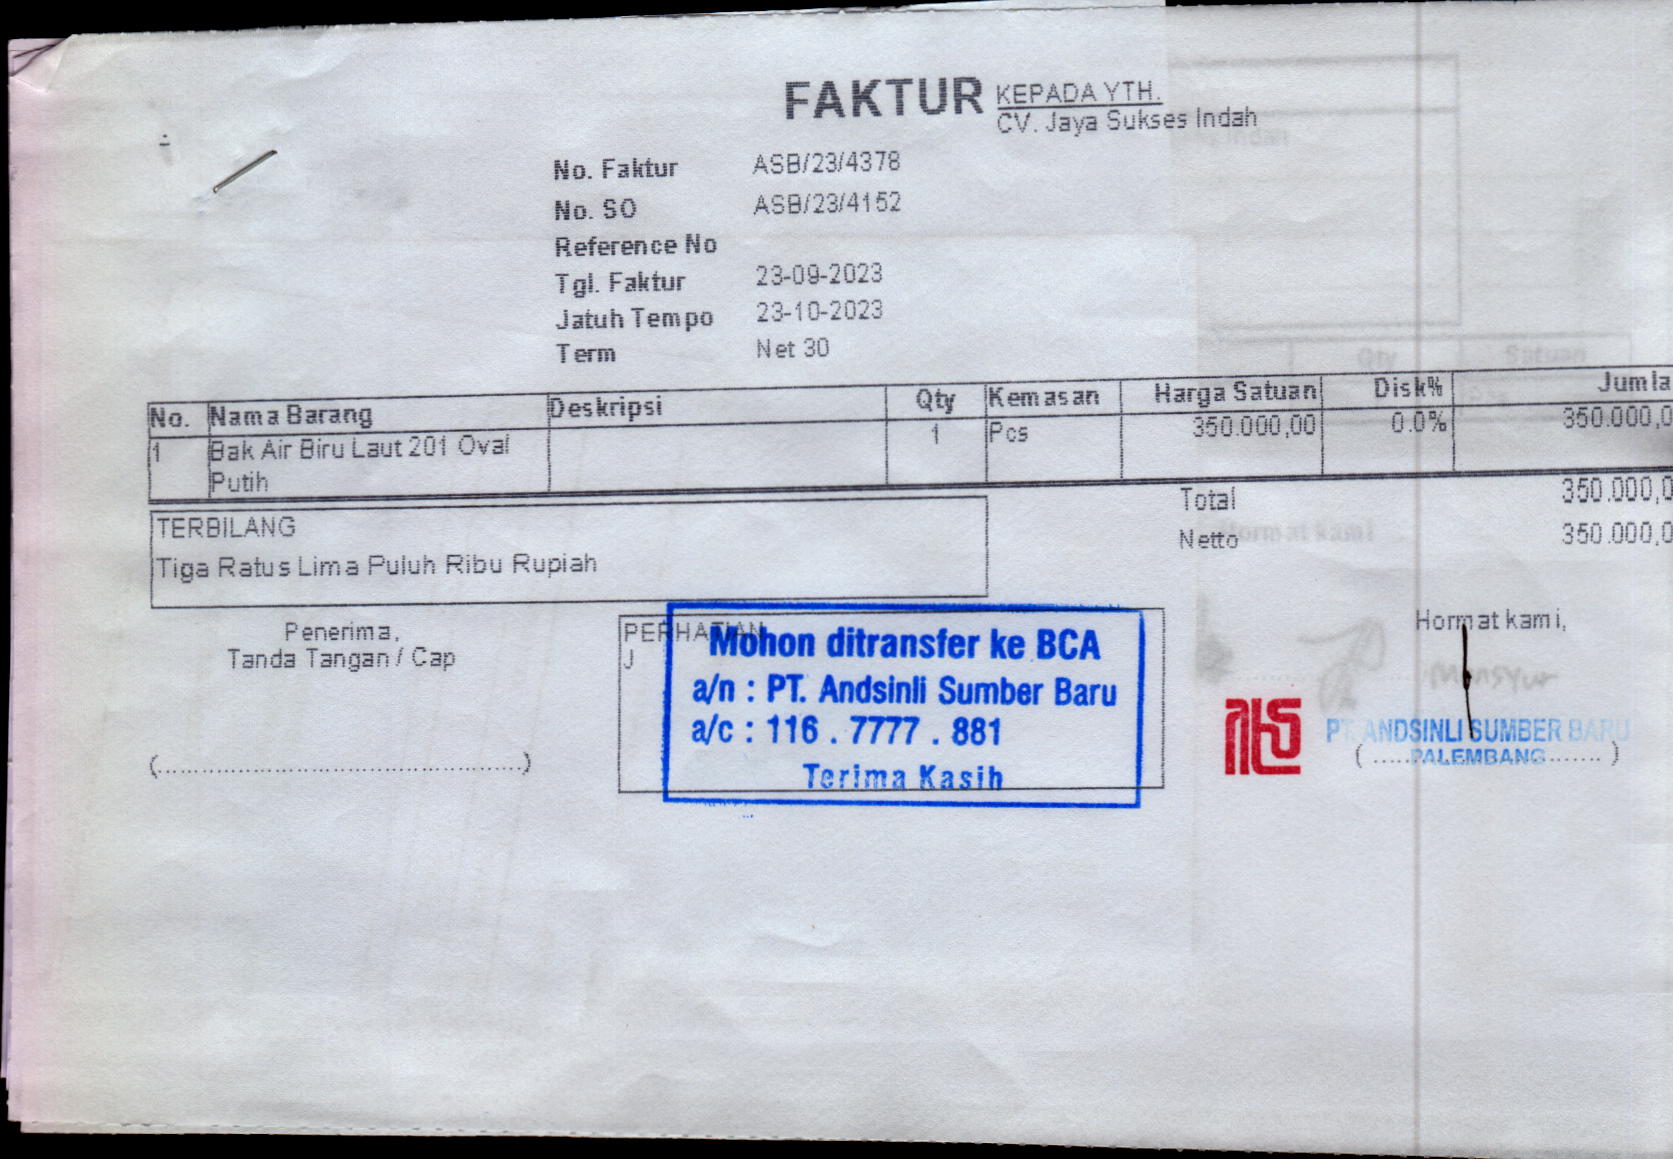 FAKTUR
KEPADA YTH.
CV. Jaya Sukses Indah
No. Faktur ASB/23/4378
No. SO ASB/23/4152
Reference No
Tgl. Faktur 23-09-2023
Jatuh Tempo 23-10-2023
Term Net 30
No. Nama Barang Deskripsi Qty Kemasan Harga Satuan Disk% Jumla
1 Bak Air Biru Laut 201 Oval 1 Pcs 350.000,00 0.0% 350.000,0
Putih
Total 350.000,0
Netto 350.000,0
TERBILANG
Tiga Ratus Lima Puluh Ribu Rupiah
Penerima,
Tanda Tangan / Cap
(................................................)
PERHATIAN
J
Mohon ditransfer ke BCA
a/n : PT. Andsinli Sumber Baru
a/c : 116 . 7777 . 881
Terima Kasih
Hormat kami,
PT. ANDSINLI SUMBER BARU
PALEMBANG
Qty Satuan
Hormat kami